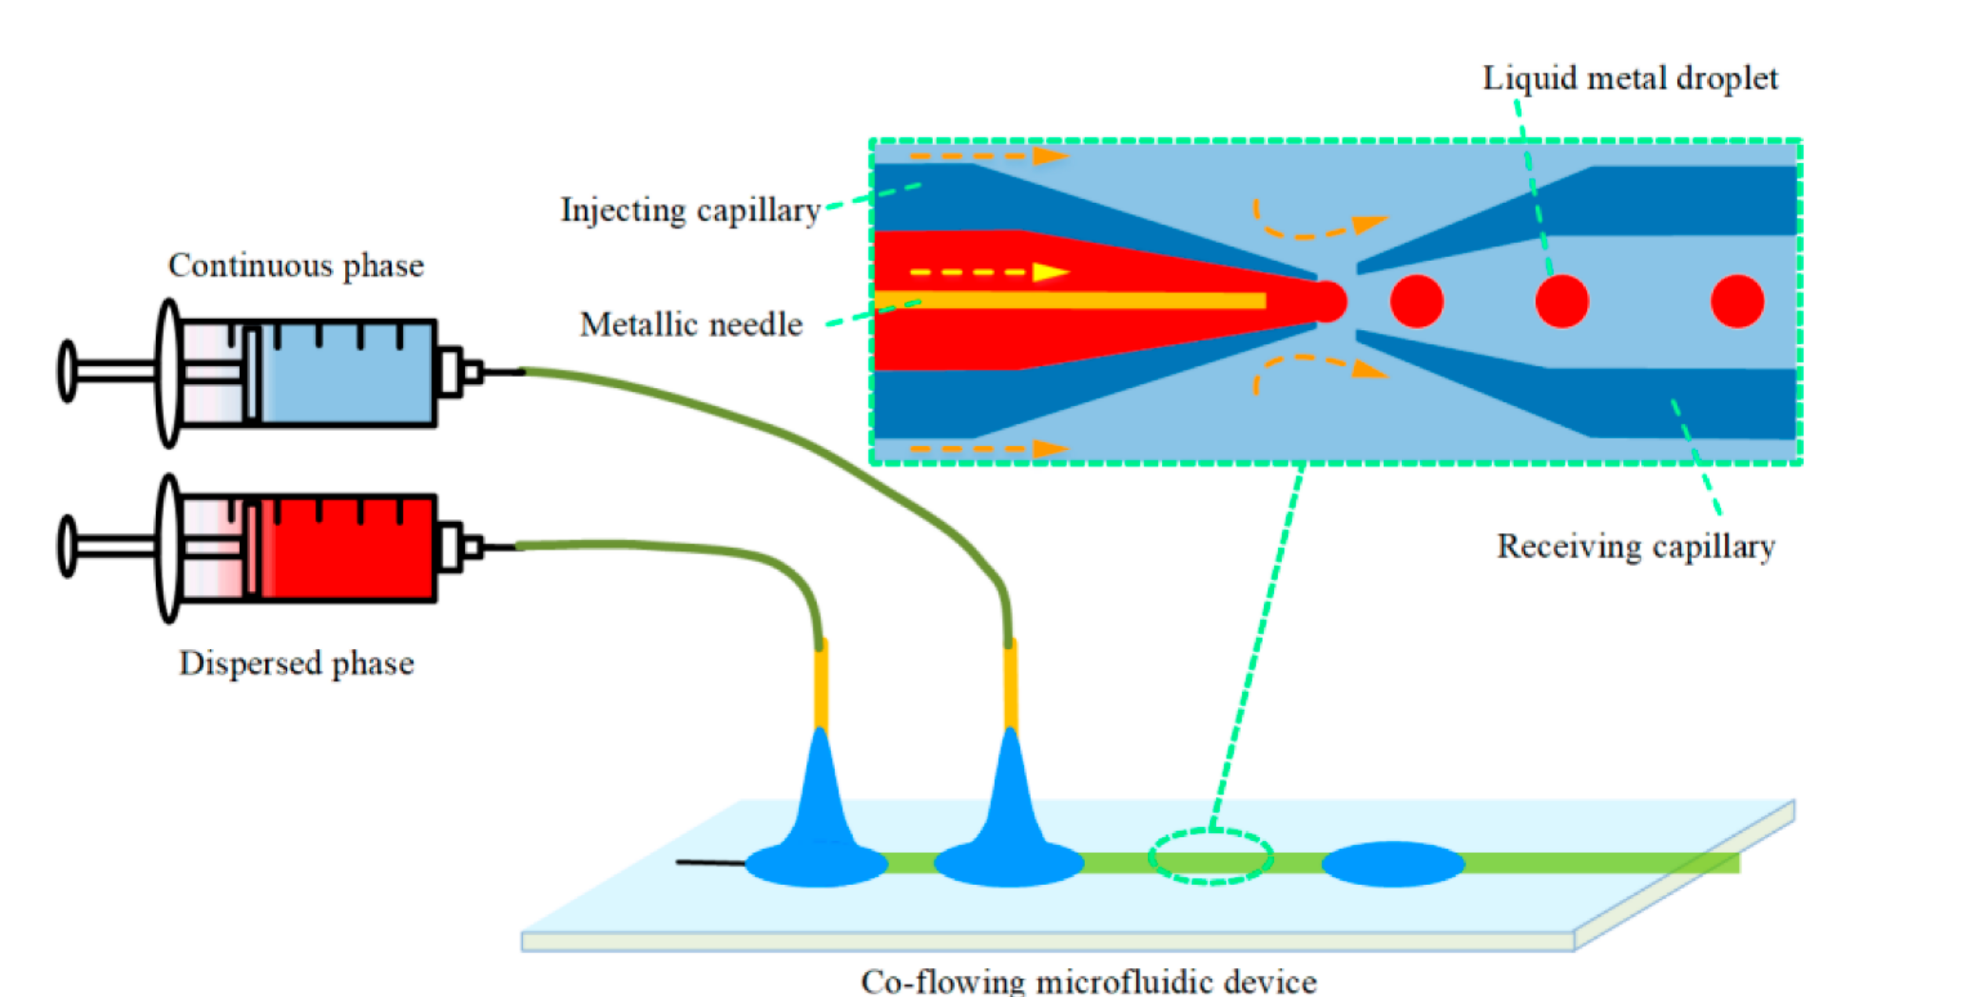 Liquid metal droplet
Injecting capillary
Continuous phase
Metallic needle
Receiving capillary
Dispersed phase
Co-flowing microfluidic device